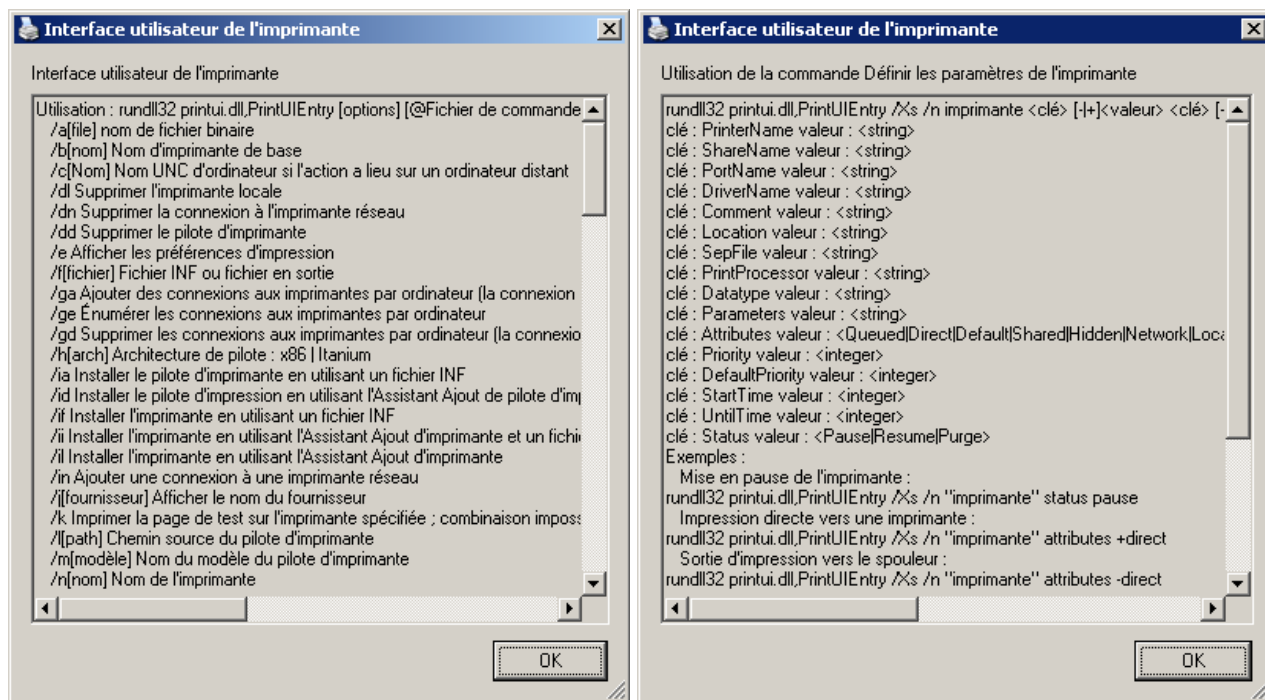 Interface utilisateur de l'imprimante
Interface utilisateur de l'imprimante
Utilisation : rundll32 printui.dll,PrintUIEntry [options] [@Fichier de commande
/a[file] nom de fichier binaire
/b[nom] Nom d'imprimante de base
/c[Nom] Nom UNC d'ordinateur si l'action a lieu sur un ordinateur distant
/dl Supprimer l'imprimante locale
/dn Supprimer la connexion à l'imprimante réseau
/dd Supprimer le pilote d'imprimante
/e Afficher les préférences d'impression
/f[fichier] Fichier INF ou fichier en sortie
/ga Ajouter des connexions aux imprimantes par ordinateur (la connexion
/ge Énumérer les connexions aux imprimantes par ordinateur
/gd Supprimer les connexions aux imprimantes par ordinateur (la connexio
/h[arch] Architecture de pilote : x86 | Itanium
/ia Installer le pilote d'imprimante en utilisant un fichier INF
/id Installer le pilote d'impression en utilisant l'Assistant Ajout de pilote d'im
/if Installer l'imprimante en utilisant un fichier INF
/ii Installer l'imprimante en utilisant l'Assistant Ajout d'imprimante et un fichi
/il Installer l'imprimante en utilisant l'Assistant Ajout d'imprimante
/in Ajouter une connexion à une imprimante réseau
/j[fournisseur] Afficher le nom du fournisseur
/k Imprimer la page de test sur l'imprimante spécifiée ; combinaison imposs
/l[path] Chemin source du pilote d'imprimante
/m[modèle] Nom du modèle du pilote d'imprimante
/n[nom] Nom de l'imprimante
OK
Interface utilisateur de l'imprimante
Utilisation de la commande Définir les paramètres de l'imprimante
rundll32 printui.dll,PrintUIEntry /Xs /n imprimante <clé> [-|+]<valeur> <clé> [-
clé : PrinterName valeur : <string>
clé : ShareName valeur : <string>
clé : PortName valeur : <string>
clé : DriverName valeur : <string>
clé : Comment valeur : <string>
clé : Location valeur : <string>
clé : SepFile valeur : <string>
clé : PrintProcessor valeur : <string>
clé : Datatype valeur : <string>
clé : Parameters valeur : <string>
clé : Attributes valeur : <Queued|Direct|Default|Shared|Hidden|Network|Loca
clé : Priority valeur : <integer>
clé : DefaultPriority valeur : <integer>
clé : StartTime valeur : <integer>
clé : UntilTime valeur : <integer>
clé : Status valeur : <Pause|Resume|Purge>
Exemples :
Mise en pause de l'imprimante :
rundll32 printui.dll,PrintUIEntry /Xs /n "imprimante" status pause
Impression directe vers une imprimante :
rundll32 printui.dll,PrintUIEntry /Xs /n "imprimante" attributes +direct
Sortie d'impression vers le spouleur :
rundll32 printui.dll,PrintUIEntry /Xs /n "imprimante" attributes -direct
OK